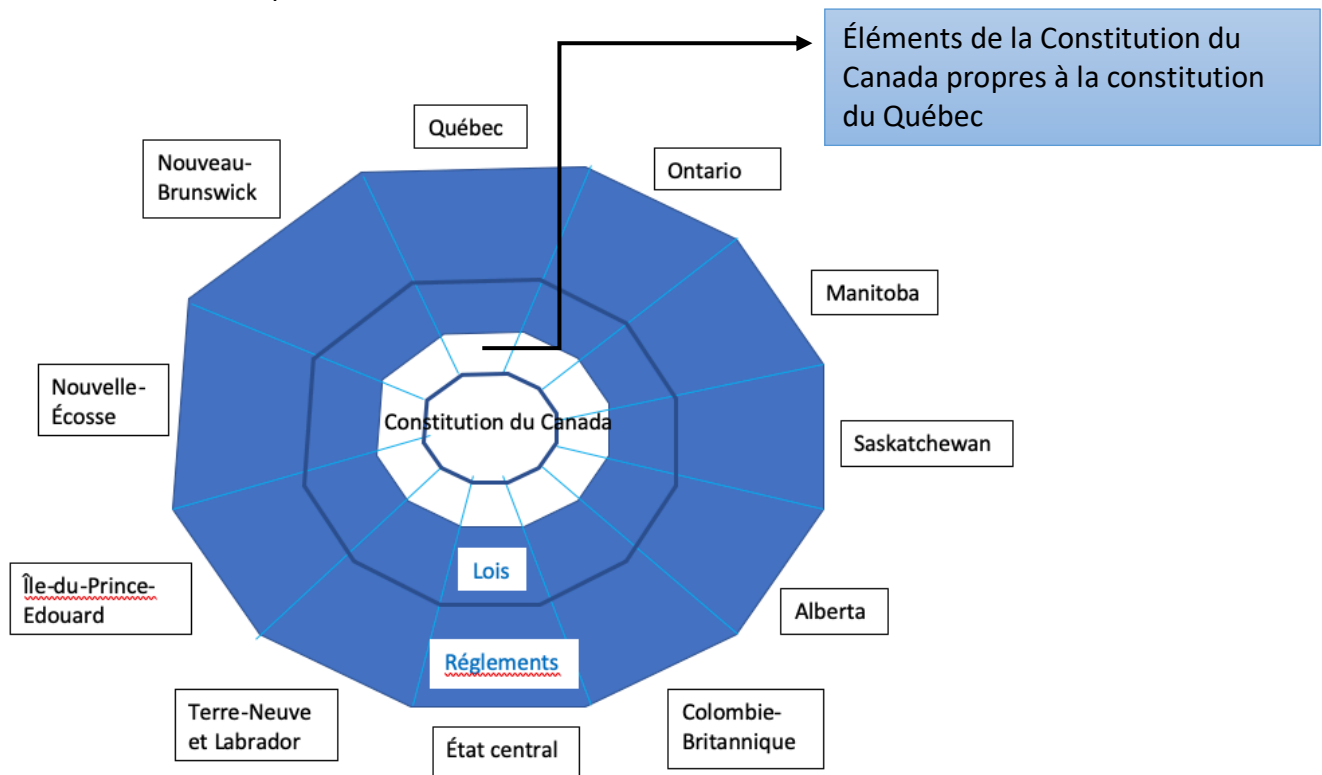 Éléments de la Constitution du
Canada propres à la constitution
du Québec
Québec
Nouveau-
Brunswick
Ontario
Manitoba
Nouvelle-
Écosse
Constitution du Canada
Saskatchewan
Île-du-Prince-
Edouard
Lois
Alberta
Réglements
Terre-Neuve
et Labrador
État central
Colombie-
Britannique